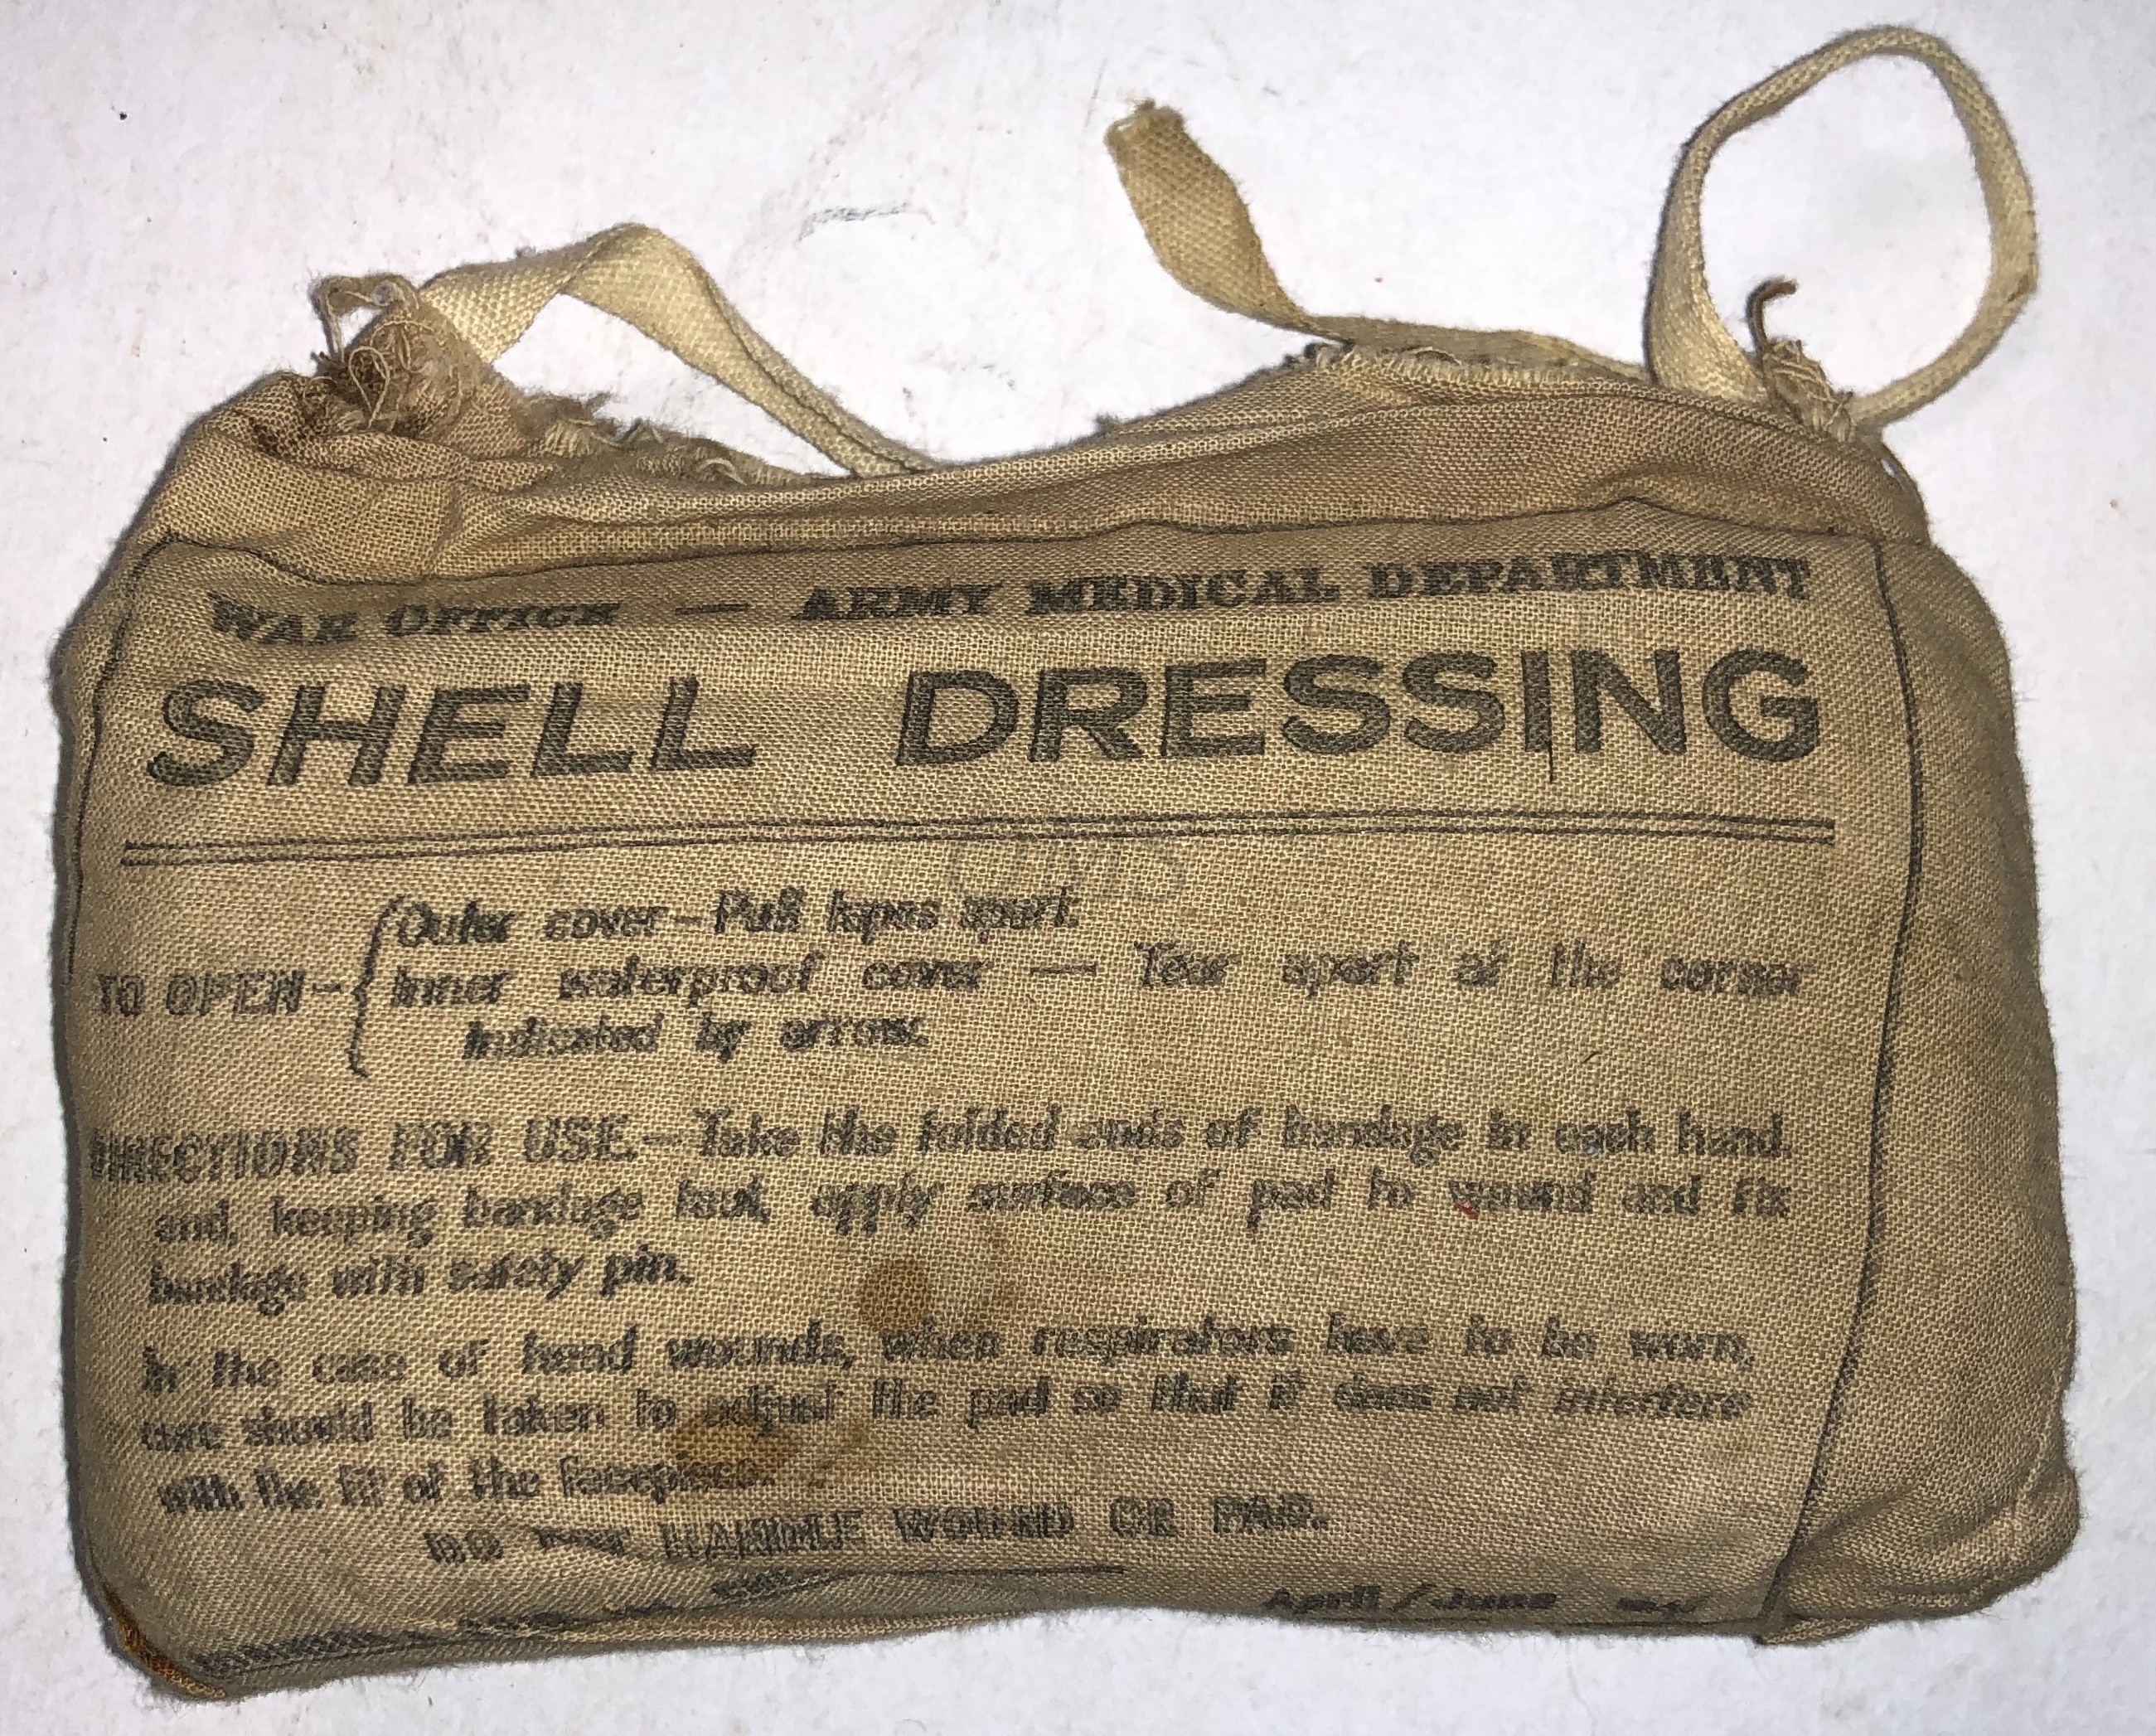 WAR OFFICE — ARMY MEDICAL DEPARTMENT
SHELL DRESSING
Outer cover—Pull tapes apart.
TO OPEN— Inner waterproof cover — Tear apart at the corner
indicated by arrow.
DIRECTIONS FOR USE.—Take the folded ends of bandage in each hand
and, keeping bandage taut, apply surface of pad to wound and fix
bandage with safety pin.
In the case of head wounds, when respirators have to be worn,
care should be taken to adjust the pad so that it does not interfere
with the fit of the facepiece.
DO NOT HANDLE WOUND OR PAD.
April/June